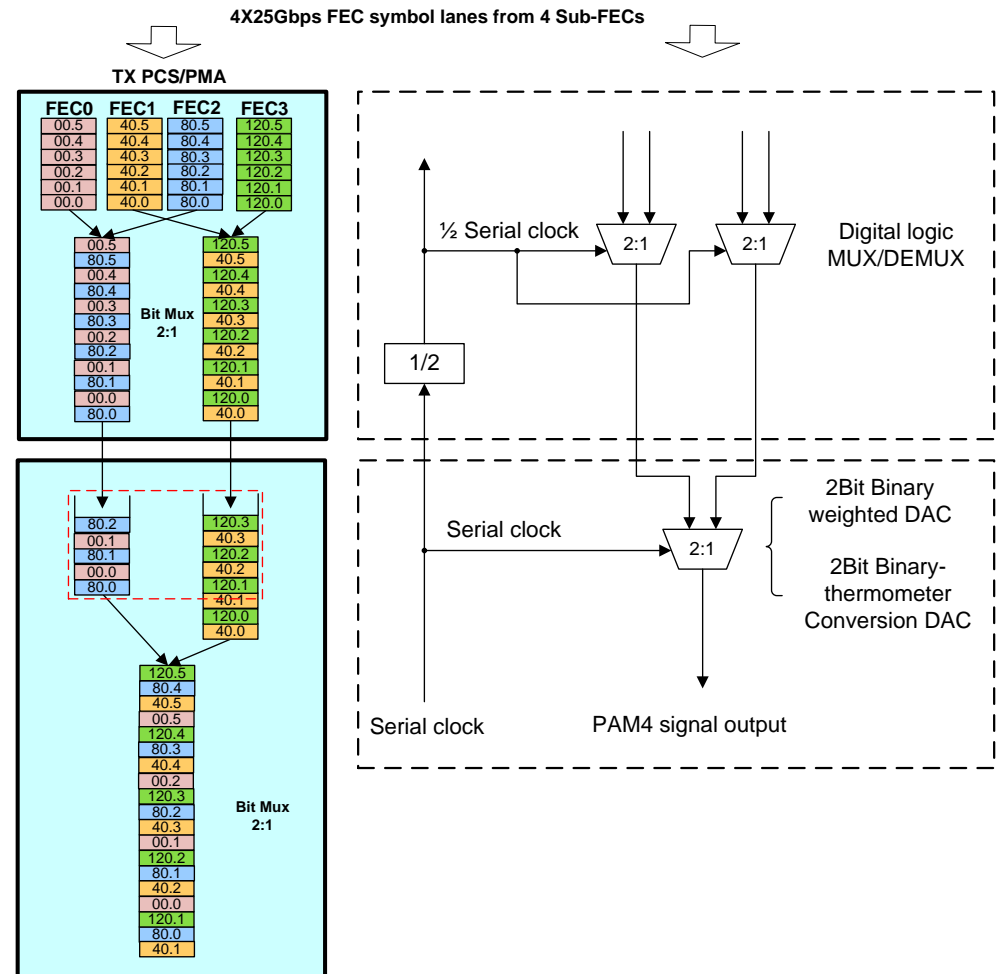 4X25Gbps FEC symbol lanes from 4 Sub-FECs
TX PCS/PMA
FEC0 FEC1 FEC2 FEC3
00.5 40.5 80.5 120.5
00.4 40.4 80.4 120.4
00.3 40.3 80.3 120.3
00.2 40.2 80.2 120.2
00.1 40.1 80.1 120.1
00.0 40.0 80.0 120.0
00.5 120.5
80.5 40.5
00.4 120.4
80.4 40.4
00.3 120.3
80.3 40.3
00.2 120.2
80.2 40.2
00.1 120.1
80.1 40.1
00.0 120.0
80.0 40.0
Bit Mux
2:1
80.2 120.3
00.1 40.3
80.1 120.2
00.0 40.2
80.0 120.1
40.1
120.0
40.0
120.5
80.4
40.5
00.5
120.4
80.3
40.4
00.2
120.3
80.2
40.3
00.1
120.2
80.1
40.2
00.0
120.1
80.0
40.1
Bit Mux
2:1
½ Serial clock
2:1
2:1
Digital logic
MUX/DEMUX
1/2
Serial clock
2:1
2Bit Binary
weighted DAC
2Bit Binary-
thermometer
Conversion DAC
Serial clock
PAM4 signal output